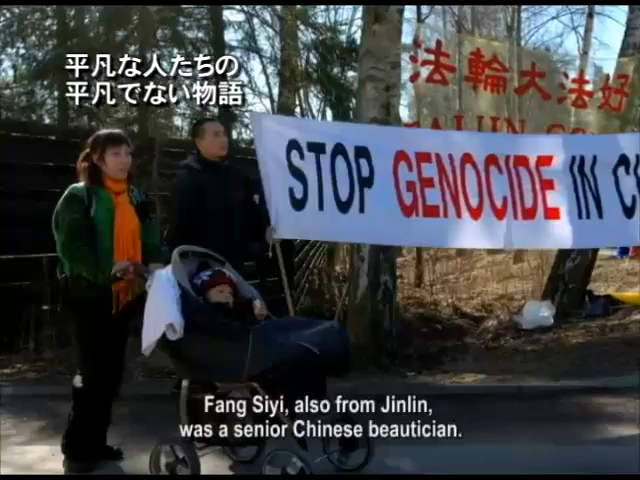 平凡な人たちの
平凡でない物語
法輪大法好
STOP GENOCIDE IN
Fang Siyi, also from Jinlin,
was a senior Chinese beautician.